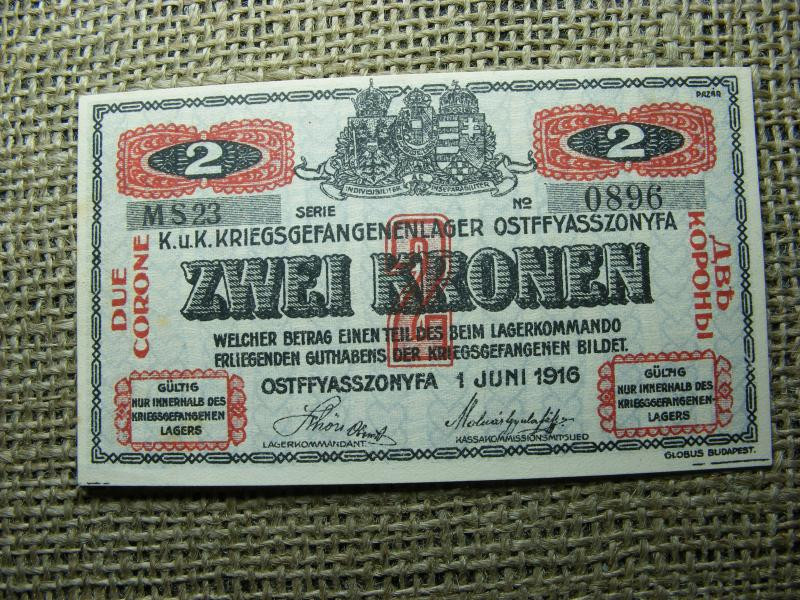 PAZÁR
2
2
INDIVISIBILITER AC INSEPARABILITER
MS23
SERIE
№
0896
K.u.K. KRIEGSGEFANGENENLAGER OSTFFYASSZONYFA
DUE CORONE
ДВѢ КОРОНЫ
2
ZWEI KRONEN
WELCHER BETRAG EINEN TEIL DES BEIM LAGERKOMMANDO
ERLIEGENDEN GUTHABENS DER KRIEGSGEFANGENEN BILDET.
OSTFFYASSZONYFA 1 JUNI 1916
GÜLTIG
NUR INNERHALB DES
KRIEGSGEFANGENEN-
LAGERS
LAGERKOMMANDANT.
KASSAKOMMISSIONSMITGLIED
GÜLTIG
NUR INNERHALB DES
KRIEGSGEFANGENEN-
LAGERS
GLOBUS BUDAPEST.